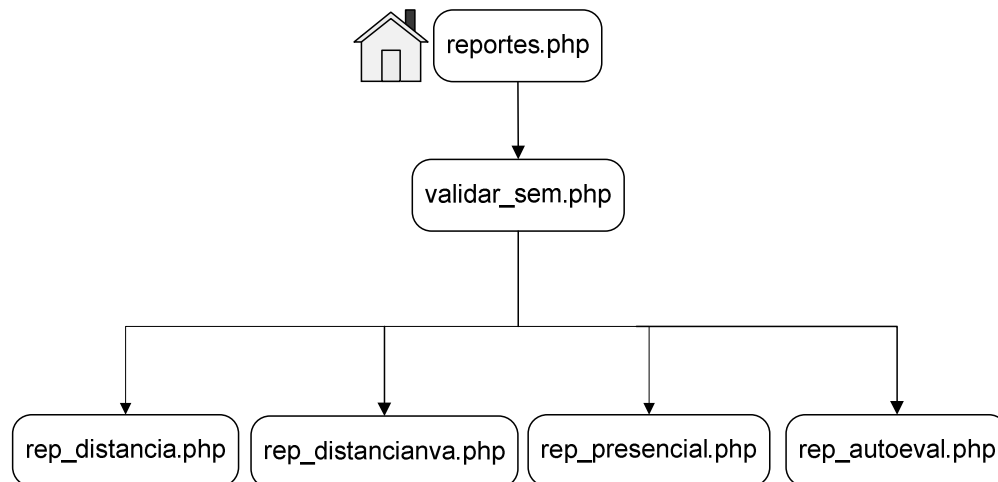 reportes.php
validar_sem.php
rep_distancia.php
rep_distancianva.php
rep_presencial.php
rep_autoeval.php